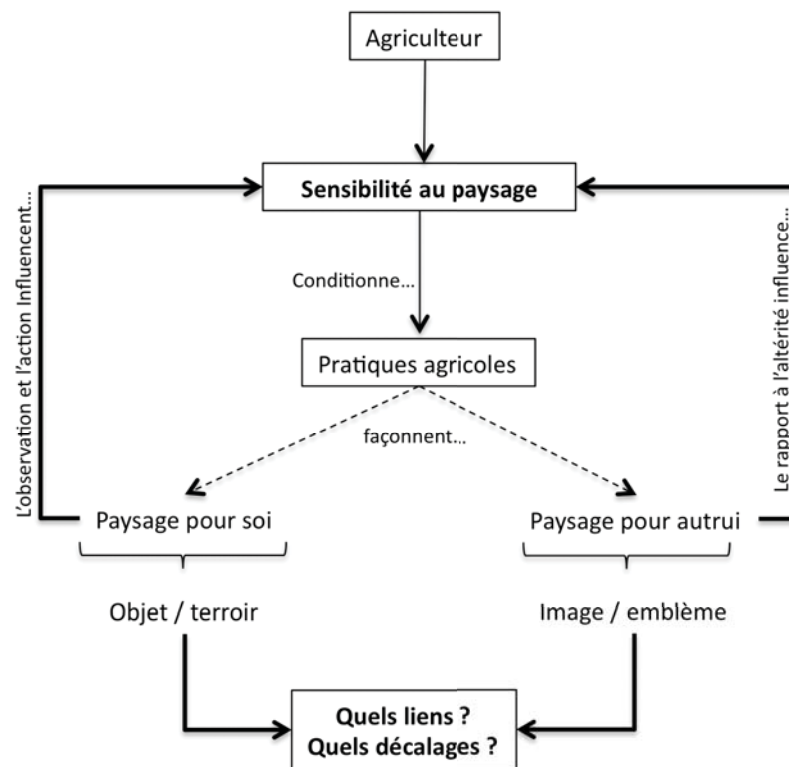 Agriculteur
Sensibilité au paysage
Conditionne...
Pratiques agricoles
façonnent...
L'observation et l'action Influencent...
Le rapport à l'altérité influence...
Paysage pour soi
Paysage pour autrui
Objet / terroir
Image / emblème
Quels liens ?
Quels décalages ?